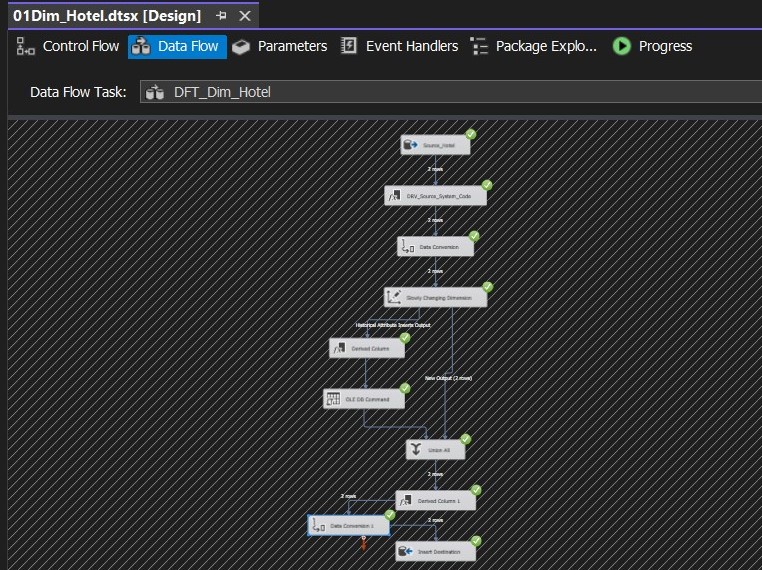 01Dim_Hotel.dtsx [Design]
Control Flow
Data Flow
Parameters
Event Handlers
Package Explo...
Progress
Data Flow Task:
DFT_Dim_Hotel
Source_Hotel
2 rows
DRV_Source_System_Code
2 rows
Data Conversion
2 rows
Slowly Changing Dimension
Historical Attribute Inserts Output
Derived Column
New Output (2 rows)
OLE DB Command
Union All
2 rows
Derived Column 1
2 rows
Data Conversion 1
2 rows
Insert Destination